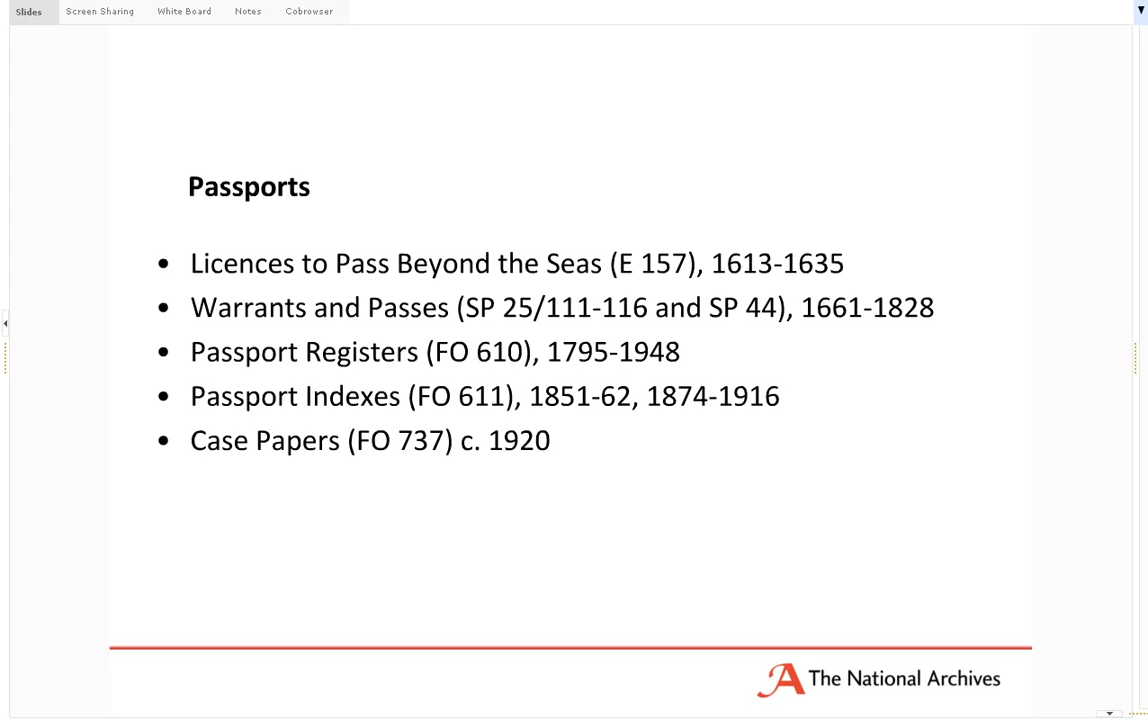 Slides Screen Sharing White Board Notes Cobrowser
Passports
• Licences to Pass Beyond the Seas (E 157), 1613-1635
• Warrants and Passes (SP 25/111-116 and SP 44), 1661-1828
• Passport Registers (FO 610), 1795-1948
• Passport Indexes (FO 611), 1851-62, 1874-1916
• Case Papers (FO 737) c. 1920
The National Archives